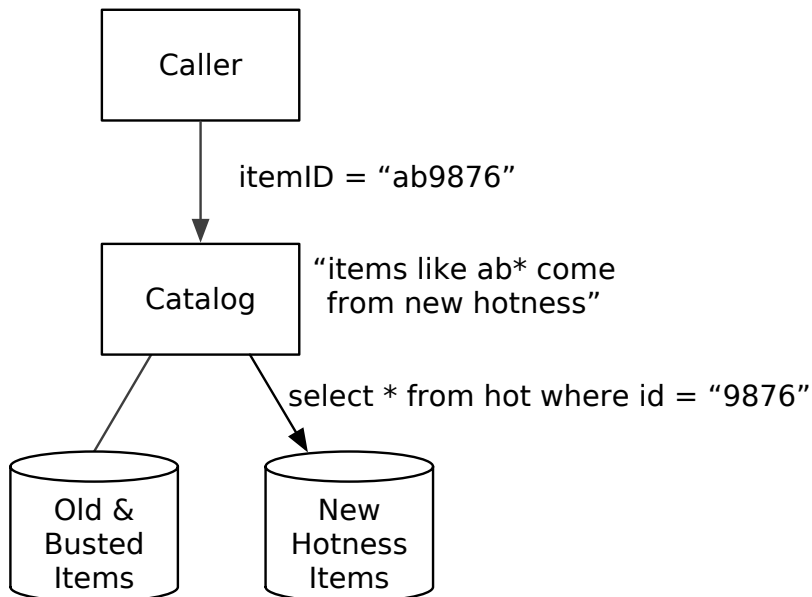 Caller
itemID = “ab9876”
Catalog
“items like ab* come
from new hotness”
select * from hot where id = “9876”
Old &
Busted
Items
New
Hotness
Items